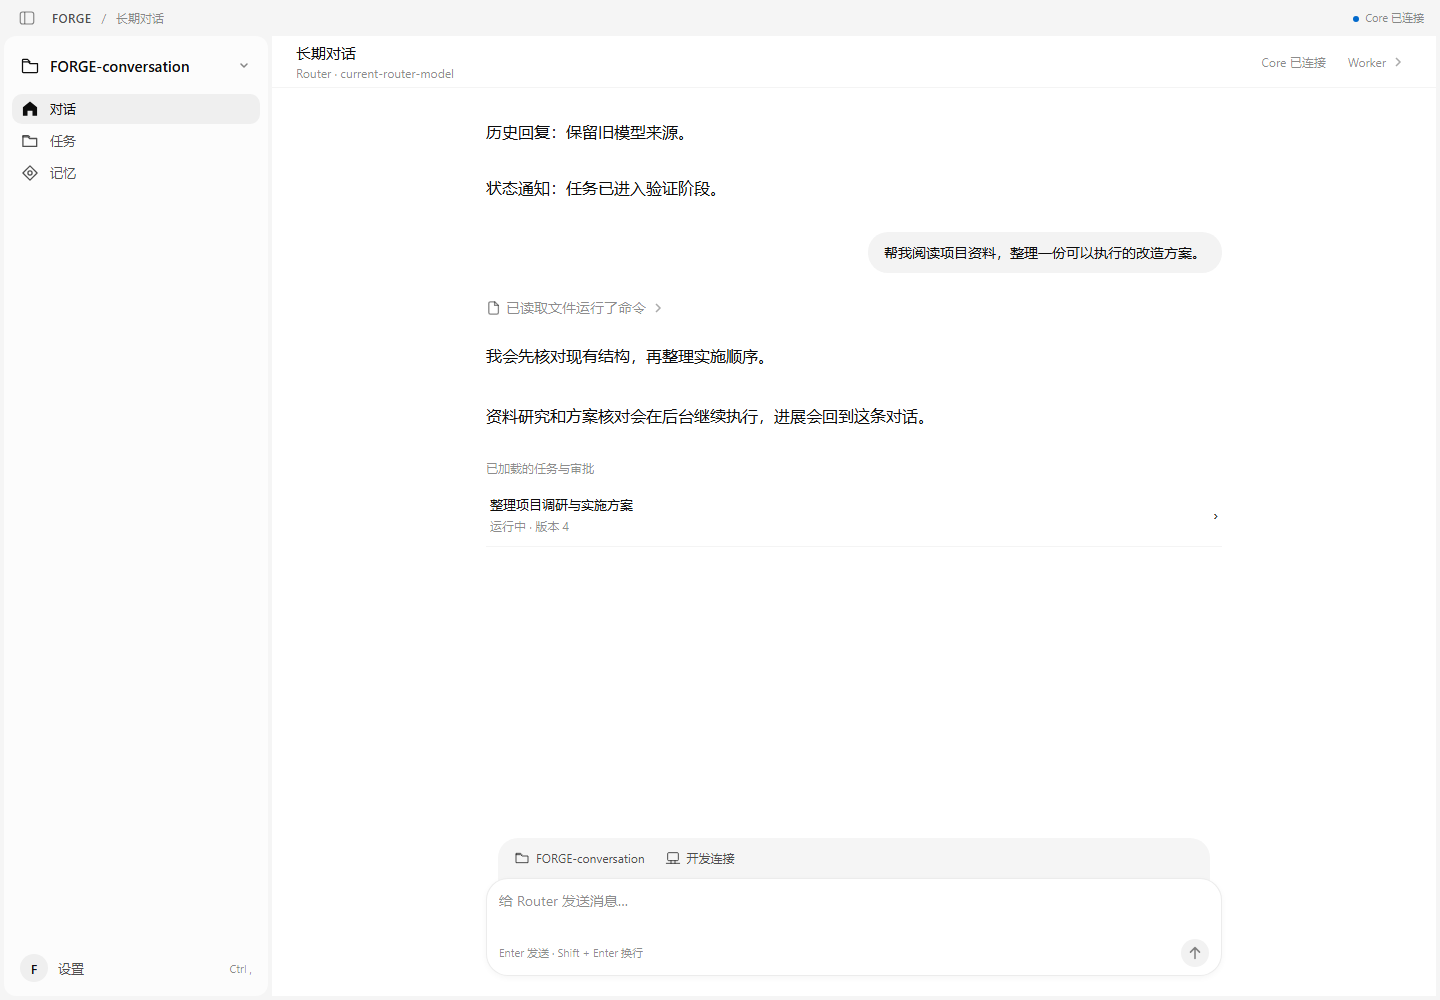 FORGE / 长期对话
Core 已连接
FORGE-conversation
对话
任务
记忆
F 设置 Ctrl ,
长期对话
Router · current-router-model
Core 已连接 Worker
历史回复：保留旧模型来源。
状态通知：任务已进入验证阶段。
帮我阅读项目资料，整理一份可以执行的改造方案。
已读取文件运行了命令
我会先核对现有结构，再整理实施顺序。
资料研究和方案核对会在后台继续执行，进展会回到这条对话。
已加载的任务与审批
整理项目调研与实施方案
运行中 · 版本 4
FORGE-conversation 开发连接
给 Router 发送消息...
Enter 发送 · Shift + Enter 换行